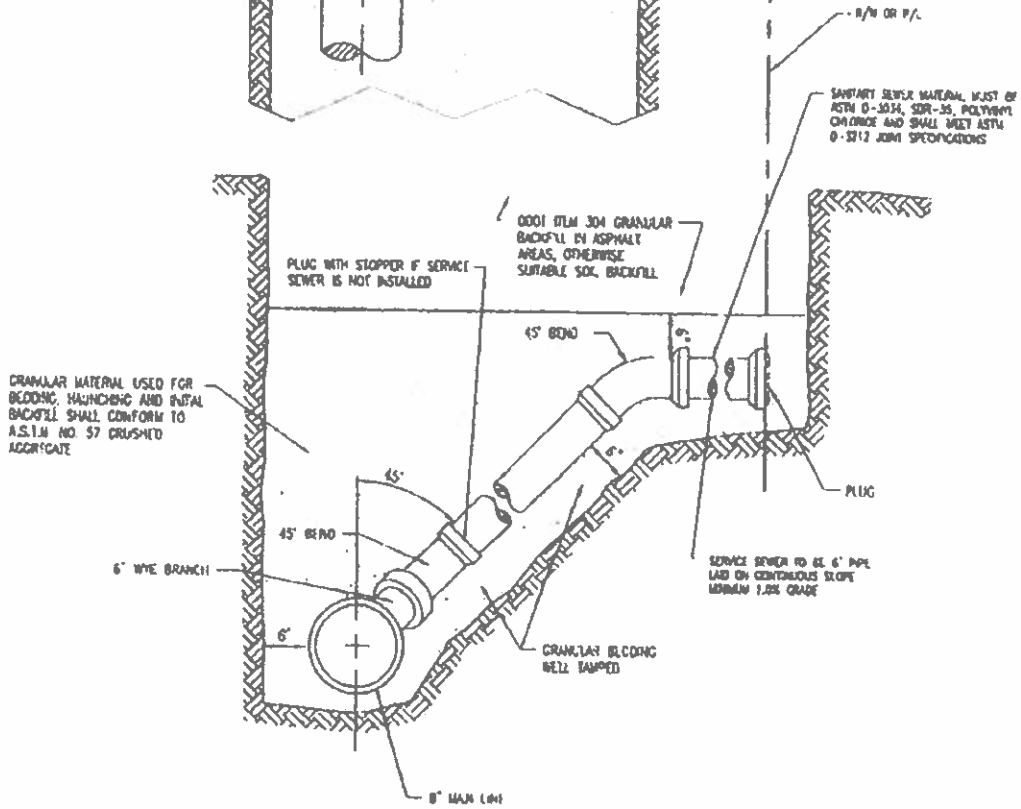 R/W OR P/L
SANITARY SEWER MATERIAL MUST BE
ASTM D-3034, SDR-35, POLYVINYL
CHLORIDE AND SHALL MEET ASTM
D-3212 JOINT SPECIFICATIONS
ODOT ITEM 304 GRANULAR
BACKFILL IN ASPHALT
AREAS, OTHERWISE
SUITABLE SOIL BACKFILL
PLUG WITH STOPPER IF SERVICE
SEWER IS NOT INSTALLED
45° BEND
6"
GRANULAR MATERIAL USED FOR
BEDDING, HAUNCHING AND INITIAL
BACKFILL SHALL CONFORM TO
A.S.T.M NO. 57 CRUSHED
AGGREGATE
6"
45°
PLUG
45° BEND
6" WYE BRANCH
SERVICE SEWER TO BE 6" PIPE
LAID ON CONTINUOUS SLOPE
MINIMUM 1.0% GRADE
6"
GRANULAR BEDDING
WELL TAMPED
8" MAIN LINE